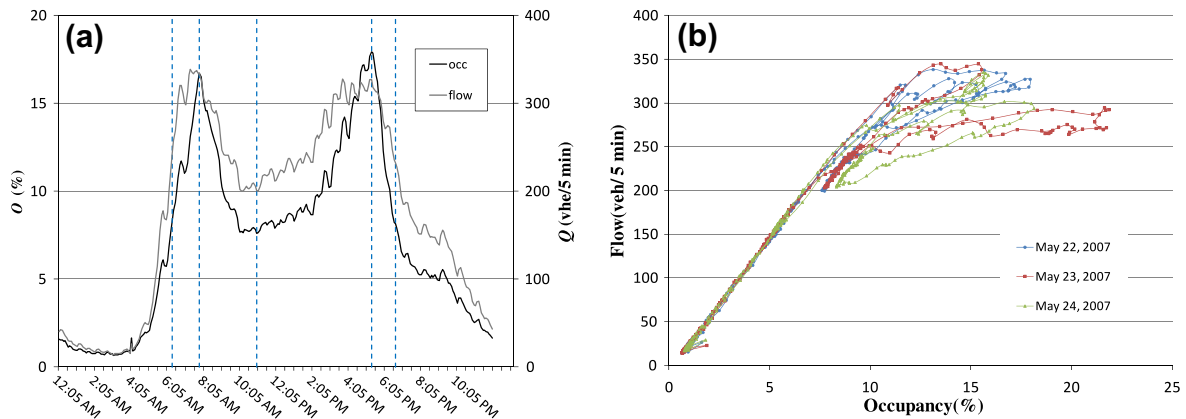 (a)
20
15
10
5
0
O (%)
400
300
200
100
0
Q (vhe/5 min)
occ
flow
12:05 AM
2:05 AM
4:05 AM
6:05 AM
8:05 AM
10:05 AM
12:05 PM
2:05 PM
4:05 PM
6:05 PM
8:05 PM
10:05 PM
(b)
400
350
300
250
200
150
100
50
0
Flow(veh/ 5 min)
0
5
10
15
20
25
Occupancy(%)
May 22, 2007
May 23, 2007
May 24, 2007